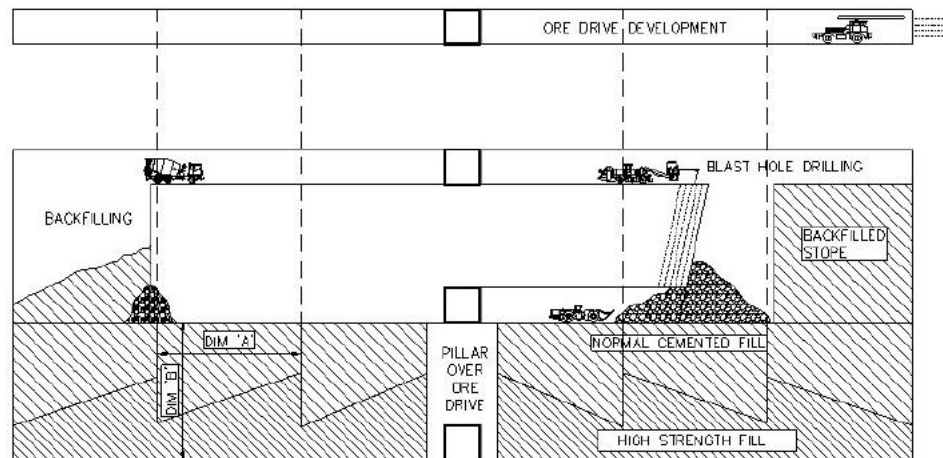 ORE DRIVE DEVELOPMENT
BLAST HOLE DRILLING
BACKFILLING
BACKFILLED
STOPE
DIM 'A'
NORMAL CEMENTED FILL
DIM 'B'
PILLAR
OVER
ORE
DRIVE
HIGH STRENGTH FILL